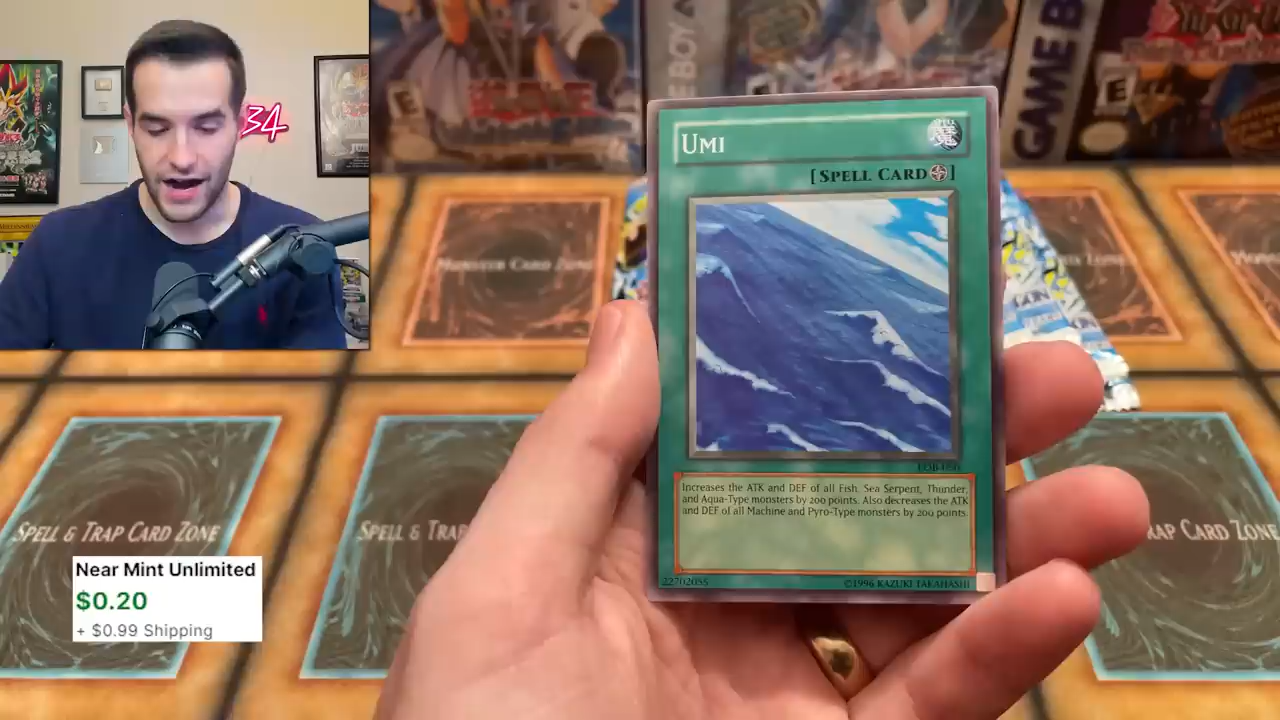 34
GAME BOY A
GAME B
E
E
UMI
[SPELL CARD]
MONSTER CARD ZONE
Increases the ATK and DEF of all Fish, Sea Serpent, Thunder,
and Aqua-Type monsters by 200 points. Also decreases the ATK
and DEF of all Machine and Pyro-Type monsters by 200 points.
22702055
©1996 KAZUKI TAKAHASHI
SPELL & TRAP CARD ZONE
SPELL & TRAP
RAP CARD ZONE
Near Mint Unlimited
$0.20
+ $0.99 Shipping